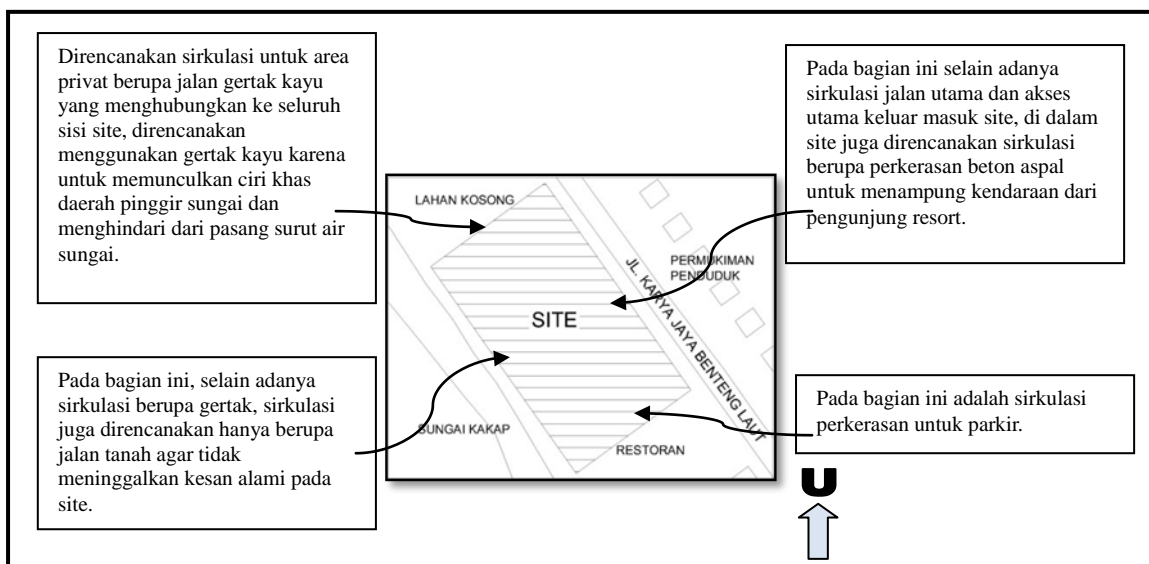 Direncanakan sirkulasi untuk area
privat berupa jalan gertak kayu
yang menghubungkan ke seluruh
sisi site, direncanakan
menggunakan gertak kayu karena
untuk memunculkan ciri khas
daerah pinggir sungai dan
menghindari dari pasang surut air
sungai.
Pada bagian ini selain adanya
sirkulasi jalan utama dan akses
utama keluar masuk site, di dalam
site juga direncanakan sirkulasi
berupa perkerasan beton aspal
untuk menampung kendaraan dari
pengunjung resort.
LAHAN KOSONG
PERMUKIMAN
PENDUDUK
JL. KARYA JAYA BENTENG LAUT
SITE
SUNGAI KAKAP
RESTORAN
Pada bagian ini, selain adanya
sirkulasi berupa gertak, sirkulasi
juga direncanakan hanya berupa
jalan tanah agar tidak
meninggalkan kesan alami pada
site.
Pada bagian ini adalah sirkulasi
perkerasan untuk parkir.
U